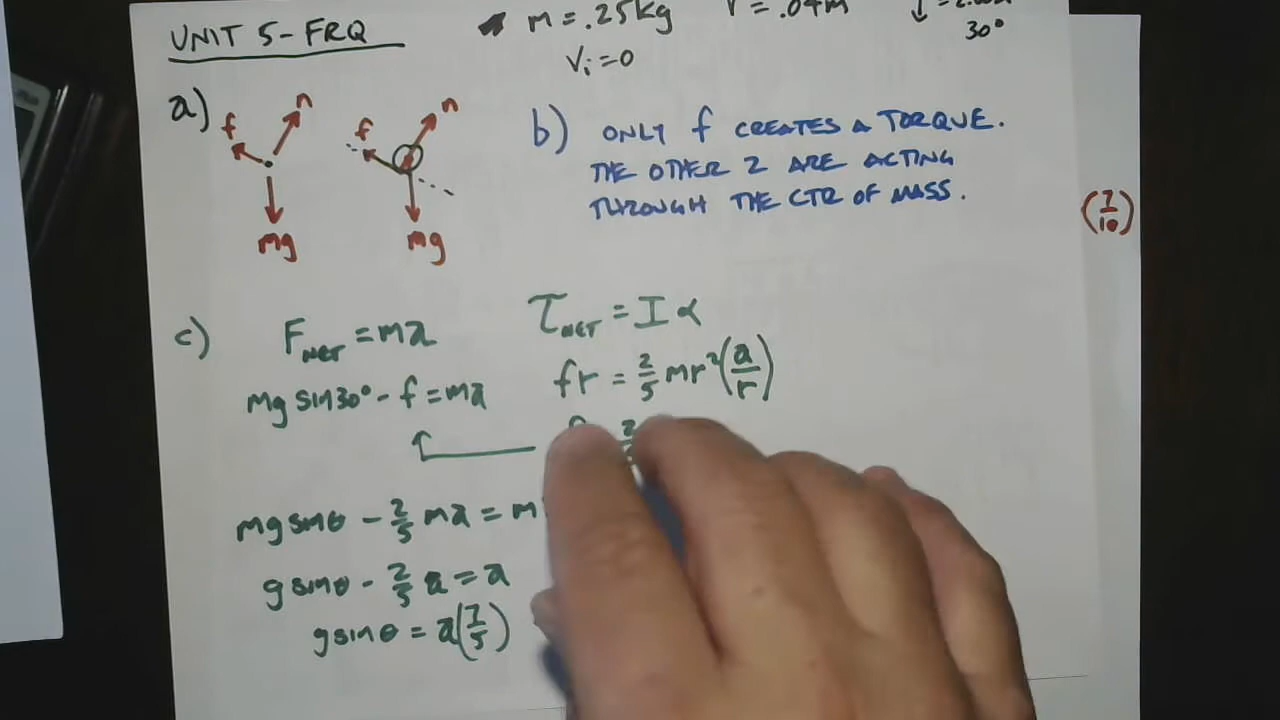 UNIT 5-FRQ
m = .25kg
r = .04m
30°
Vi = 0
a)
f n
mg
f n
mg
b) ONLY f CREATES A TORQUE.
THE OTHER 2 ARE ACTING
THROUGH THE CTR OF MASS.
(7/10)
c) FNET = ma
mg sin30° - f = ma
τNET = Iα
fr = 2/5 mr²(a/r)
mg sinθ - 2/5 ma = m
g sinθ - 2/5 a = a
g sinθ = a(7/5)